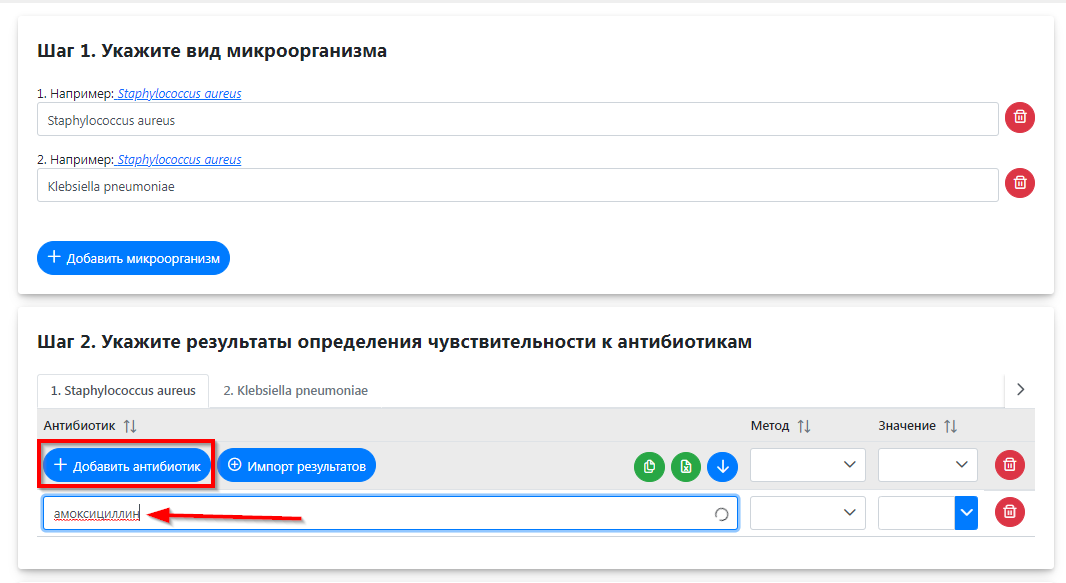 Шаг 1. Укажите вид микроорганизма
1. Например: Staphylococcus aureus
Staphylococcus aureus
2. Например: Staphylococcus aureus
Klebsiella pneumoniae
Добавить микроорганизм
Шаг 2. Укажите результаты определения чувствительности к антибиотикам
1. Staphylococcus aureus 2. Klebsiella pneumoniae
Антибиотик Метод Значение
Добавить антибиотик Импорт результатов
амоксициллин